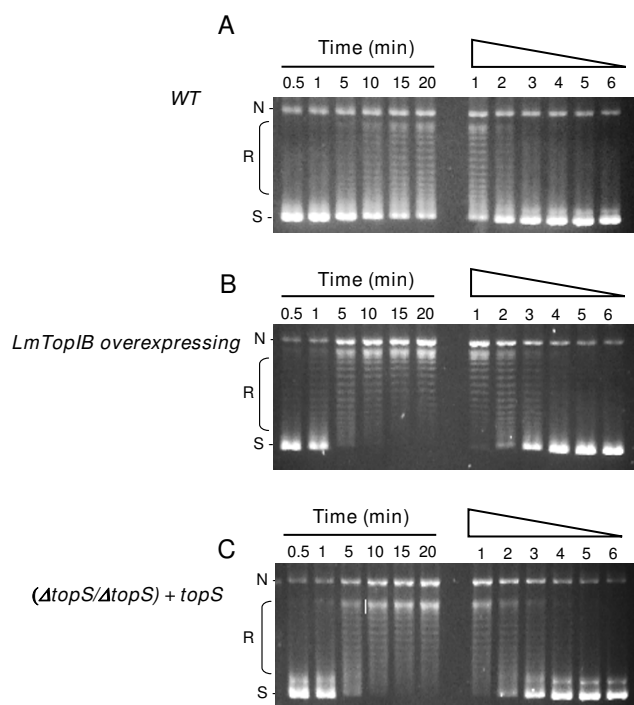 A
Time (min)
0.5 1 5 10 15 20 1 2 3 4 5 6
WT
N -
R
S -
B
Time (min)
0.5 1 5 10 15 20 1 2 3 4 5 6
LmTopIB overexpressing
N -
R
S -
C
Time (min)
0.5 1 5 10 15 20 1 2 3 4 5 6
(ΔtopS/ΔtopS) + topS
N -
R
S -